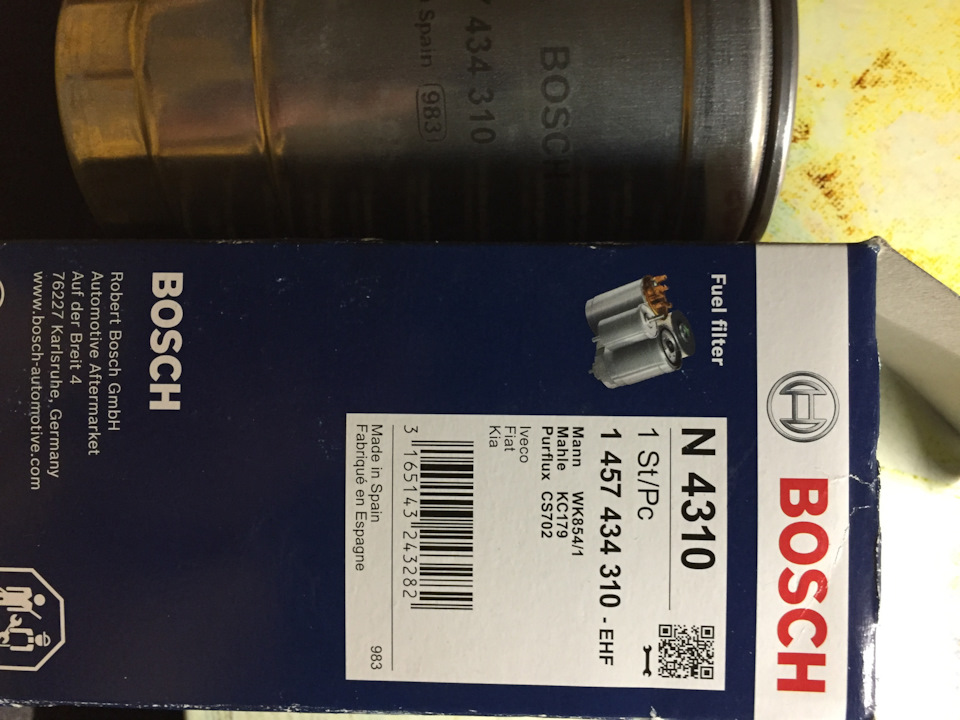 BOSCH
7 434 310
Spain 983
BOSCH
Fuel filter
N 4310
1 St/Pc
1 457 434 310 - EHF
Mann WK854/1
Mahle KC179
Purflux CS702
Iveco
Fiat
Kia
3 165143 243282
Made in Spain
Fabriqué en Espagne
983
BOSCH
Robert Bosch GmbH
Automotive Aftermarket
Auf der Breit 4
76227 Karlsruhe, Germany
www.bosch-automotive.com